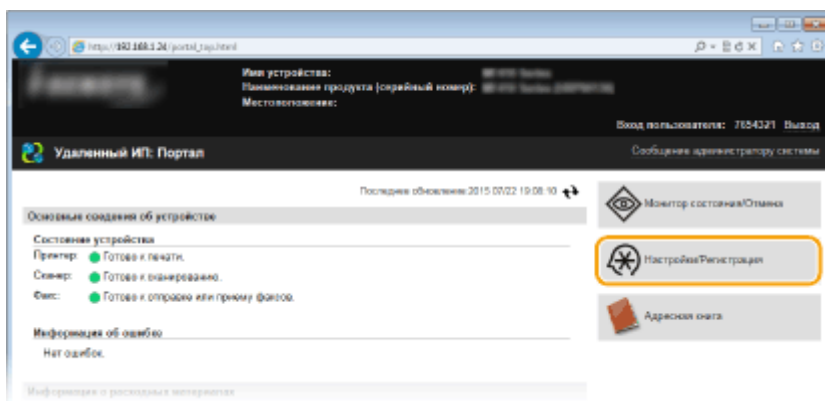 http://192.168.1.24/portal_top.html
Имя устройства:
Наименование продукта (серийный номер):
Местоположение:
Вход пользователя: 7654321 Выход
Удаленный ИП: Портал
Сообщение администратору системы
Последнее обновление: 2015 07/22 19:08:10
Основные сведения об устройстве
Состояние устройства
Принтер: Готово к печати.
Сканер: Готово к сканированию.
Факс: Готово к отправке или приему факсов.
Информация об ошибке
Нет ошибок.
Информация о расходных материалах
Монитор состояния/Отмена
Настройки/Регистрация
Адресная книга